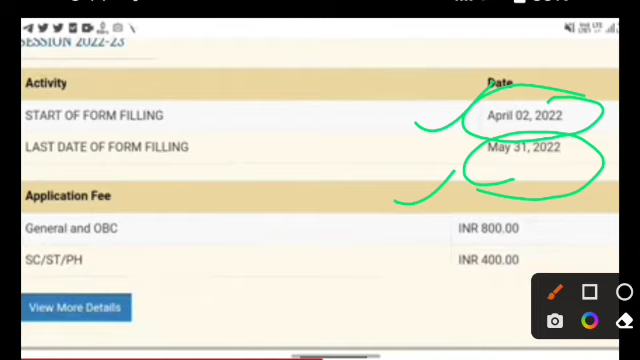 SESSION 2022-23
Activity Date
START OF FORM FILLING April 02, 2022
LAST DATE OF FORM FILLING May 31, 2022
Application Fee
General and OBC INR 800.00
SC/ST/PH INR 400.00
View More Details